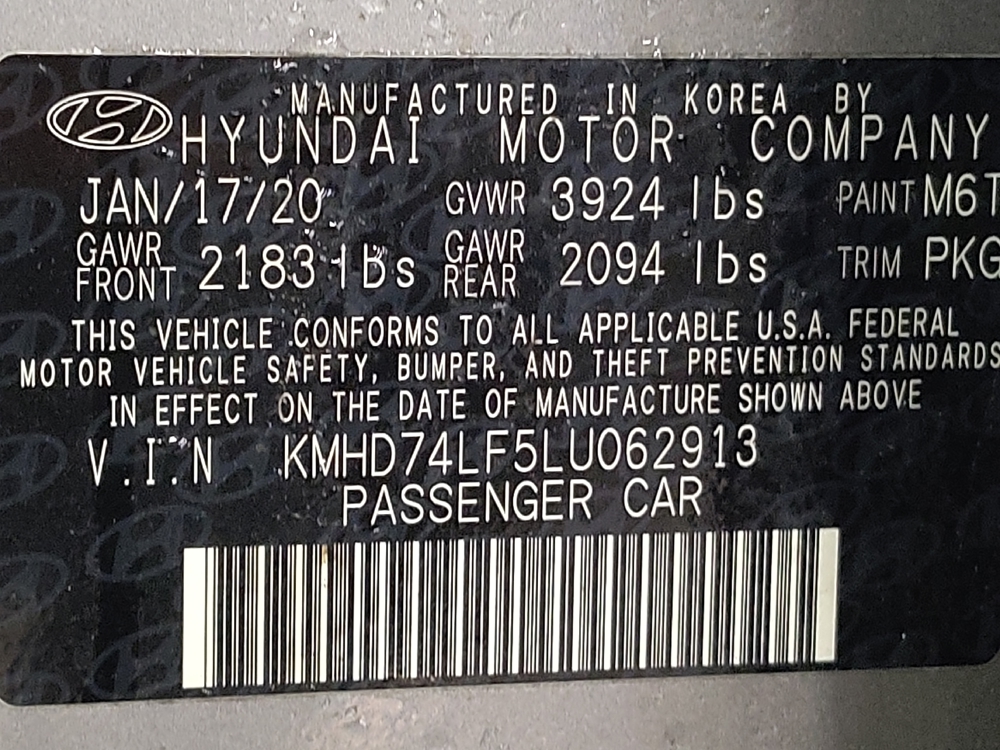 MANUFACTURED IN KOREA BY
HYUNDAI MOTOR COMPANY
JAN/17/20 GVWR 3924 lbs PAINT M6T
GAWR FRONT 2183 lbs GAWR REAR 2094 lbs TRIM PKG
THIS VEHICLE CONFORMS TO ALL APPLICABLE U.S.A. FEDERAL
MOTOR VEHICLE SAFETY, BUMPER, AND THEFT PREVENTION STANDARDS
IN EFFECT ON THE DATE OF MANUFACTURE SHOWN ABOVE
V.I.N KMHD74LF5LU062913
PASSENGER CAR